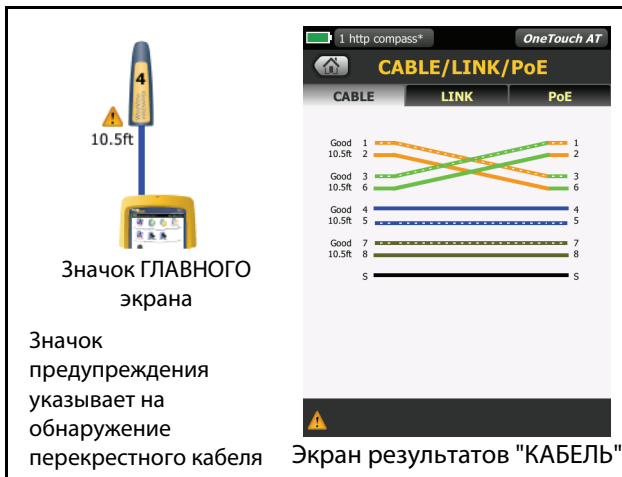 4
10.5ft
Значок ГЛАВНОГО
экрана
Значок
предупреждения
указывает на
обнаружение
перекрестного кабеля
1 http compass*
OneTouch AT
CABLE/LINK/PoE
CABLE LINK PoE
Good 1 1
10.5ft 2 2
Good 3 3
10.5ft 6 6
Good 4 4
10.5ft 5 5
Good 7 7
10.5ft 8 8
S S
Экран результатов "КАБЕЛЬ"